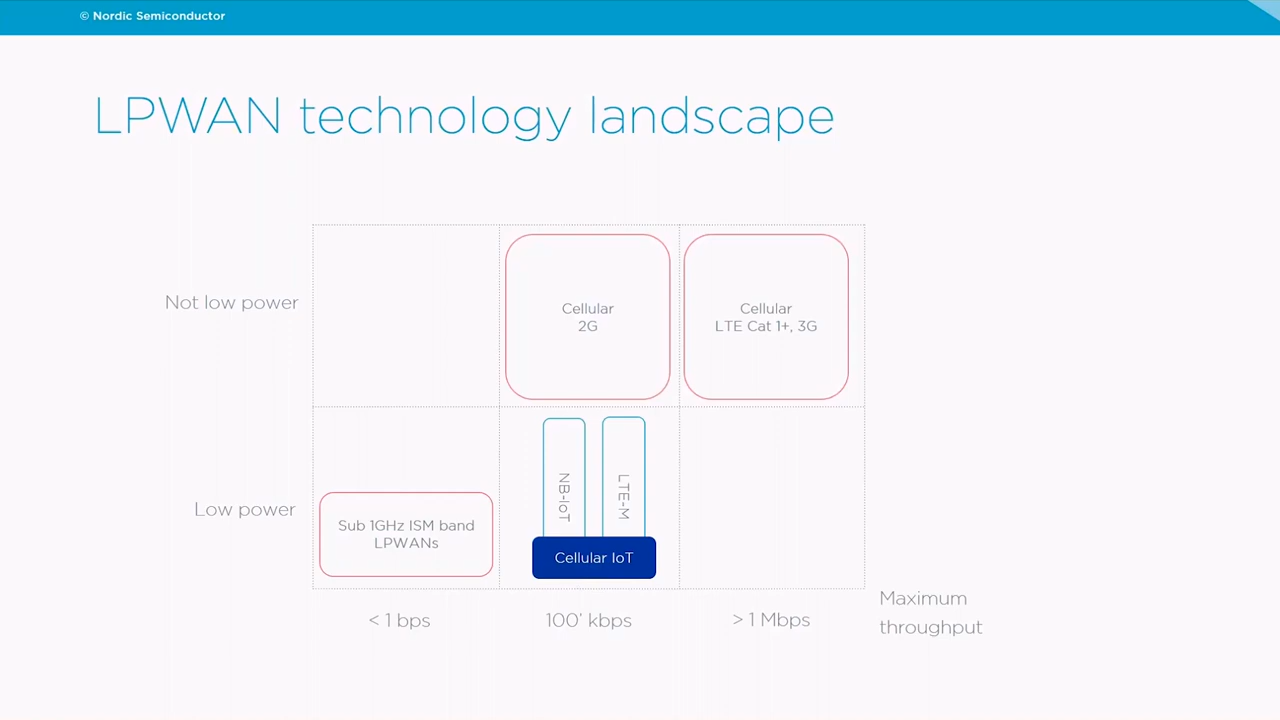 © Nordic Semiconductor
LPWAN technology landscape
Not low power
Cellular
2G
Cellular
LTE Cat 1+, 3G
Low power
Sub 1GHz ISM band
LPWANs
NB-IoT
LTE-M
Cellular IoT
< 1 bps
100‘ kbps
> 1 Mbps
Maximum
throughput